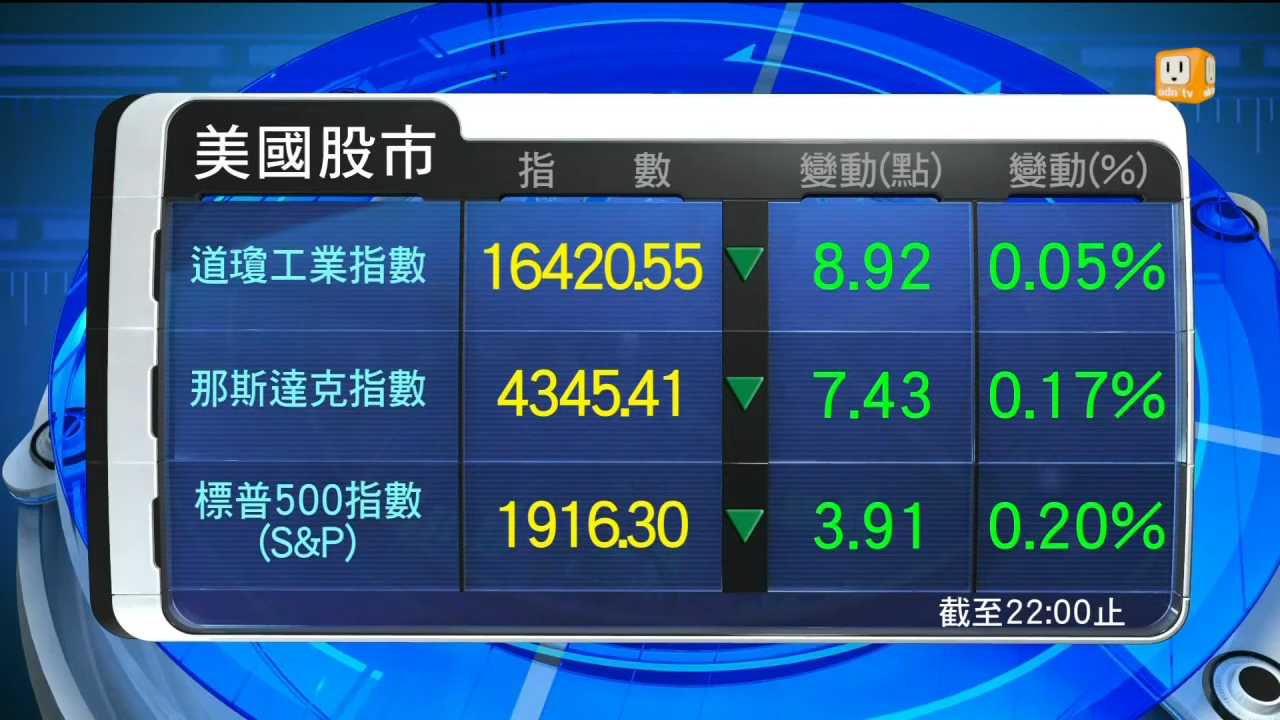 udn tv
美國股市 指數 變動(點) 變動(%)
道瓊工業指數 16420.55 ▼ 8.92 0.05%
那斯達克指數 4345.41 ▼ 7.43 0.17%
標普500指數
(S&P) 1916.30 ▼ 3.91 0.20%
截至22:00止